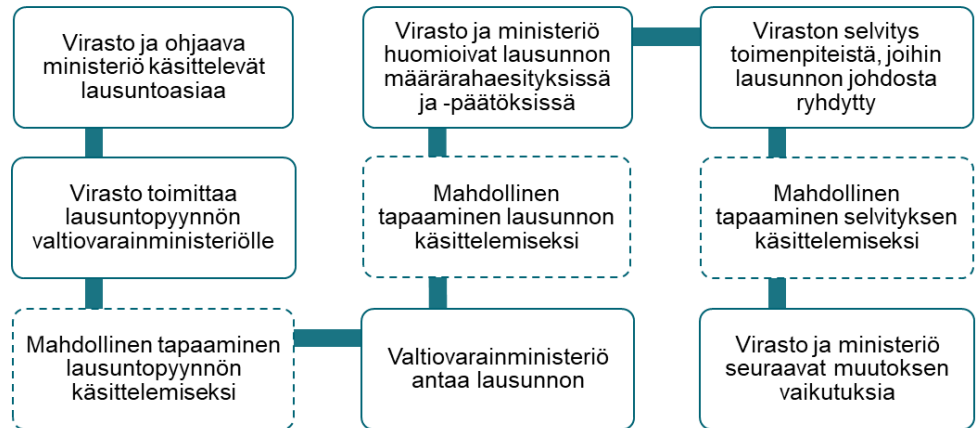 Virasto ja ohjaava
ministeriö käsittelevät
lausuntoasiaa
Virasto toimittaa
lausuntopyynnön
valtiovarainministeriölle
Mahdollinen tapaaminen
lausuntopyynnön
käsittelemiseksi
Valtiovarainministeriö
antaa lausunnon
Mahdollinen
tapaaminen lausunnon
käsittelemiseksi
Virasto ja ministeriö
huomioivat lausunnon
määrärahaesityksissä
ja -päätöksissä
Viraston selvitys
toimenpiteistä, joihin
lausunnon johdosta
ryhdytty
Mahdollinen
tapaaminen selvityksen
käsittelemiseksi
Virasto ja ministeriö
seuraavat muutoksen
vaikutuksia